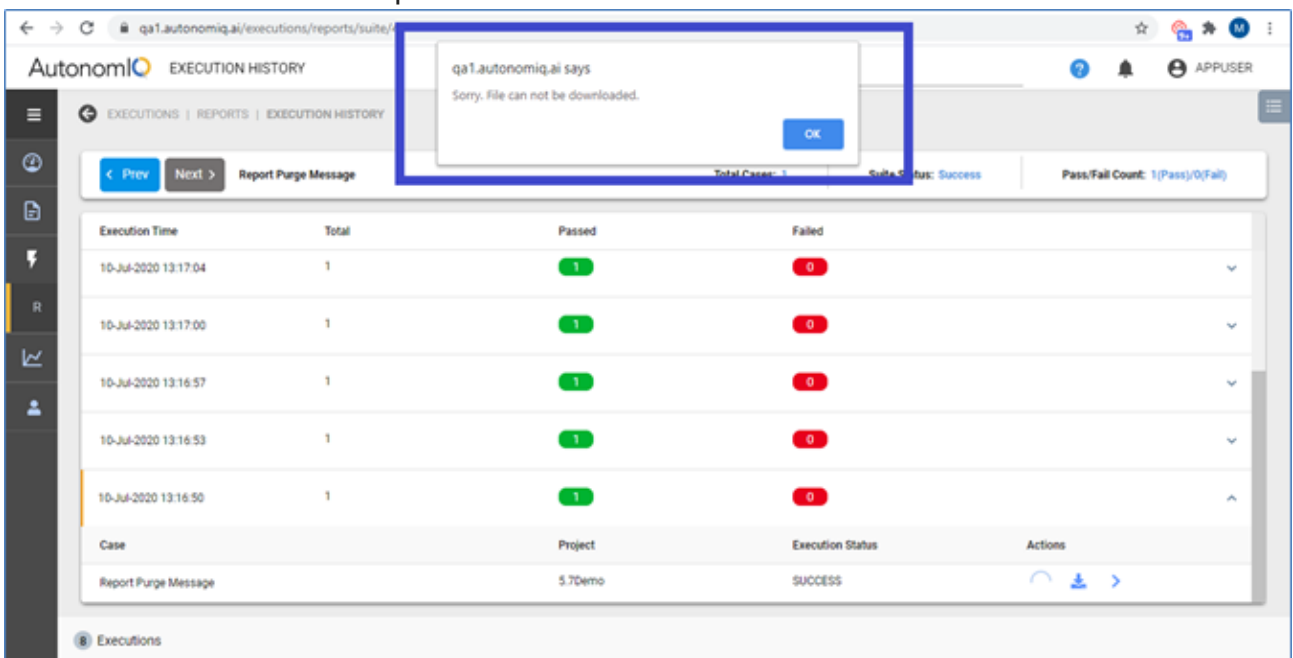 qa1.autonomiq.ai/executions/reports/suite/
9+
M
AutonomIQ EXECUTION HISTORY
qa1.autonomiq.ai says
Sorry. File can not be downloaded.
OK
? APPUSER
EXECUTIONS | REPORTS | EXECUTION HISTORY
< Prev Next > Report Purge Message Total Cases: 1 Suite Status: Success Pass/Fail Count: 1(Pass)/0(Fail)
Execution Time Total Passed Failed
10-Jul-2020 13:17:04 1 1 0
R
10-Jul-2020 13:17:00 1 1 0
10-Jul-2020 13:16:57 1 1 0
10-Jul-2020 13:16:53 1 1 0
10-Jul-2020 13:16:50 1 1 0
Case Project Execution Status Actions
Report Purge Message 5.7Demo SUCCESS
8 Executions